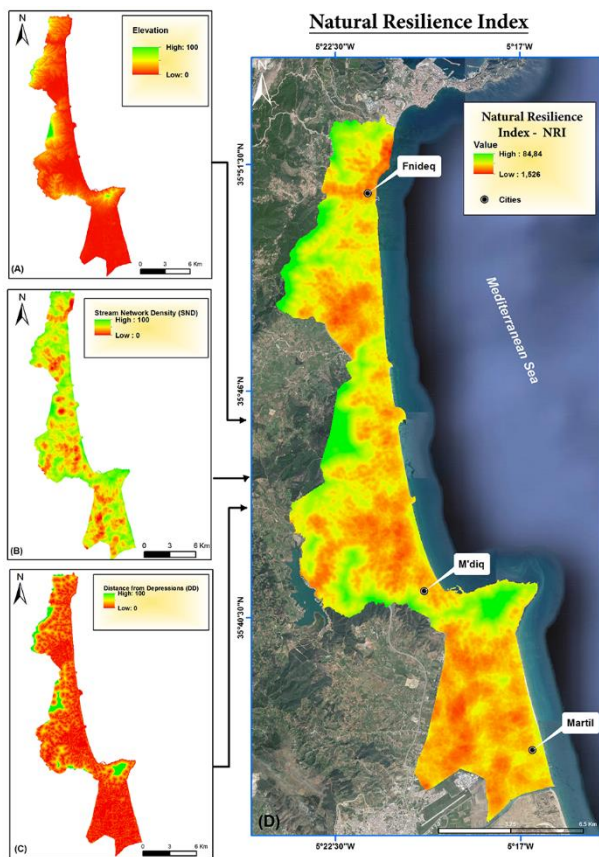 N
Elevation
High: 100
Low: 0
0 3 6 Km
(A)
N
Stream Network Density (SND)
High : 100
Low : 0
0 3 6 Km
(B)
N
Distance from Depressions (DD)
High: 100
Low: 0
0 3 6 Km
(C)
Natural Resilience Index
5°22'30"W
5°17'W
N
Natural Resilience
Index - NRI
Value
High : 84,84
Low : 1,526
Cities
35°51'30"N
35°46'N
35°40'30"N
Fnideq
Mediterranean Sea
M'diq
Martil
6,5 Km
(D)
5°22'30"W
5°17'W